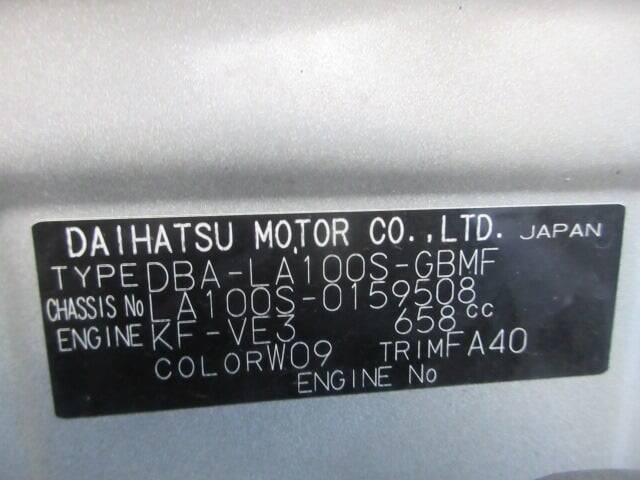 DAIHATSU MOTOR CO.,LTD. JAPAN
TYPE DBA-LA100S-GBMF
CHASSIS No LA100S-0159508
ENGINE KF-VE3 658cc
COLOR W09 TRIM FA40
ENGINE No